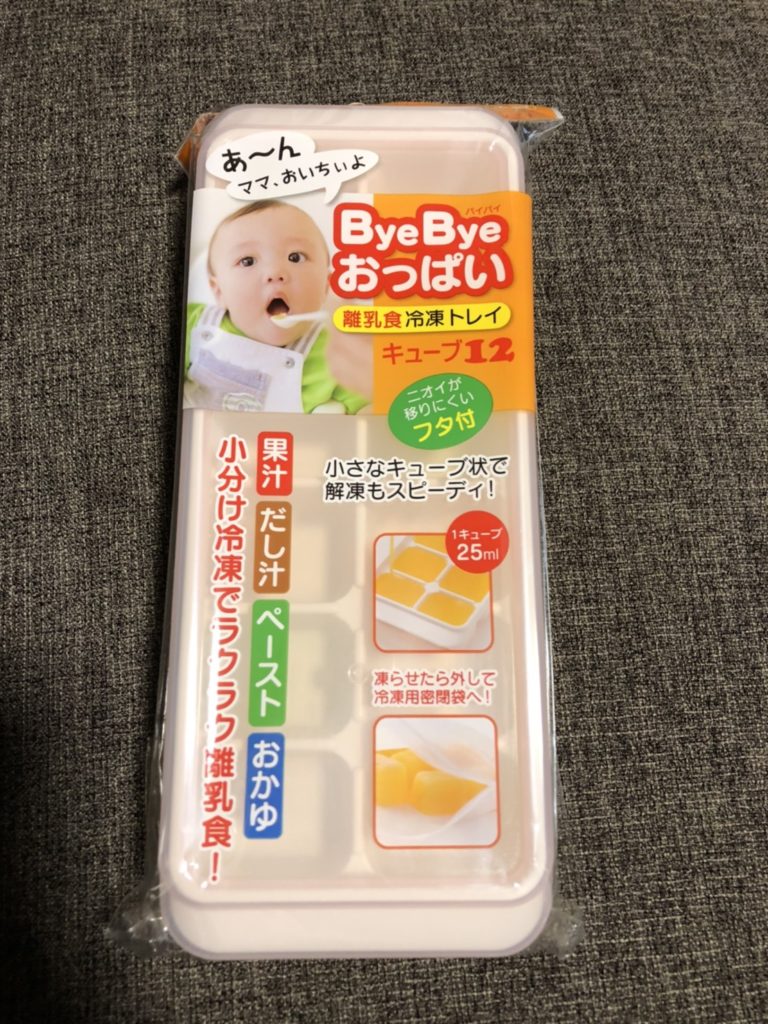 あ〜ん
ママ、おいちぃよ
バイバイ
ByeBye
おっぱい
離乳食冷凍トレイ
キューブ12
ニオイが
移りにくい
フタ付
小さなキューブ状で
解凍もスピーディ！
1キューブ
25ml
凍らせたら外して
冷凍用密閉袋へ！
果汁
だし汁
ペースト
おかゆ
小分け冷凍でラクラク離乳食！